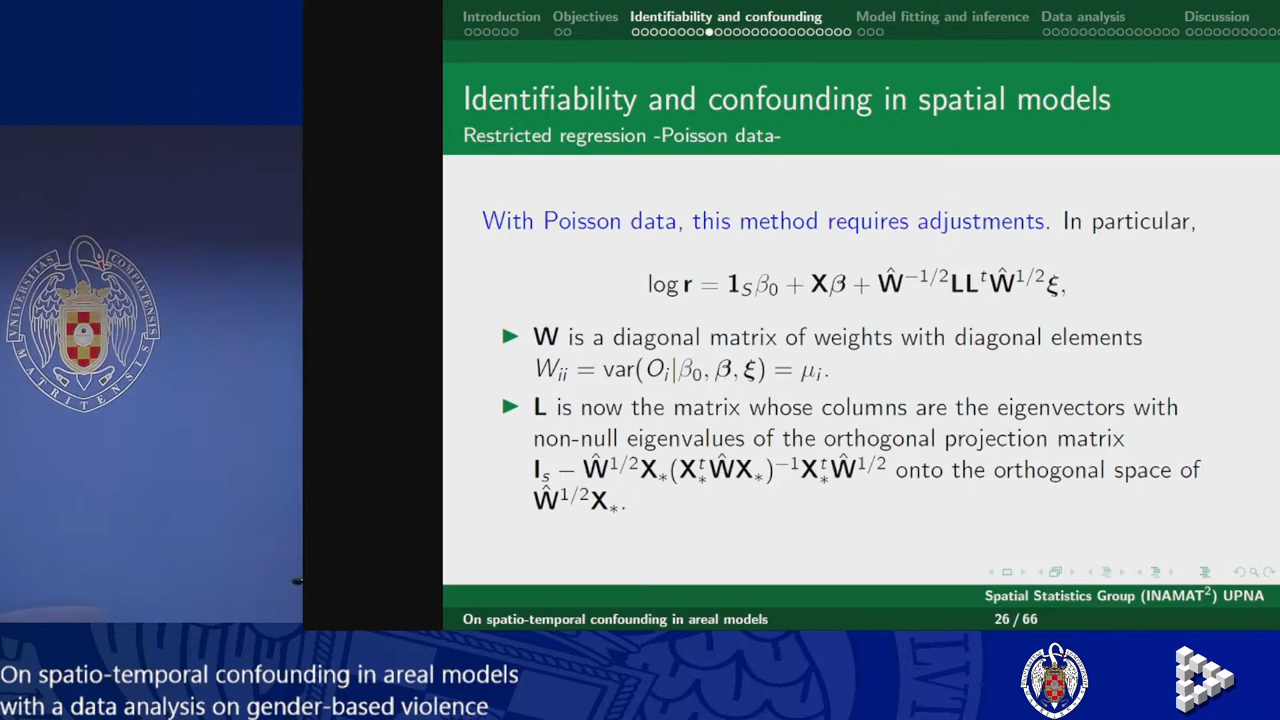 Introduction Objectives Identifiability and confounding Model fitting and inference Data analysis Discussion
Identifiability and confounding in spatial models
Restricted regression -Poisson data-
With Poisson data, this method requires adjustments. In particular,
log r = 1_S β_0 + Xβ + Ŵ^{−1/2}LL^tŴ^{1/2}ξ,
► W is a diagonal matrix of weights with diagonal elements
W_{ii} = var(O_i|β_0, β, ξ) = μ_i.
► L is now the matrix whose columns are the eigenvectors with
non-null eigenvalues of the orthogonal projection matrix
I_s − Ŵ^{1/2}X_*(X_*^tŴX_*)^{−1}X_*^tŴ^{1/2} onto the orthogonal space of
Ŵ^{1/2}X_*.
Spatial Statistics Group (INAMAT²) UPNA
On spatio-temporal confounding in areal models 26 / 66
On spatio-temporal confounding in areal models
with a data analysis on gender-based violence